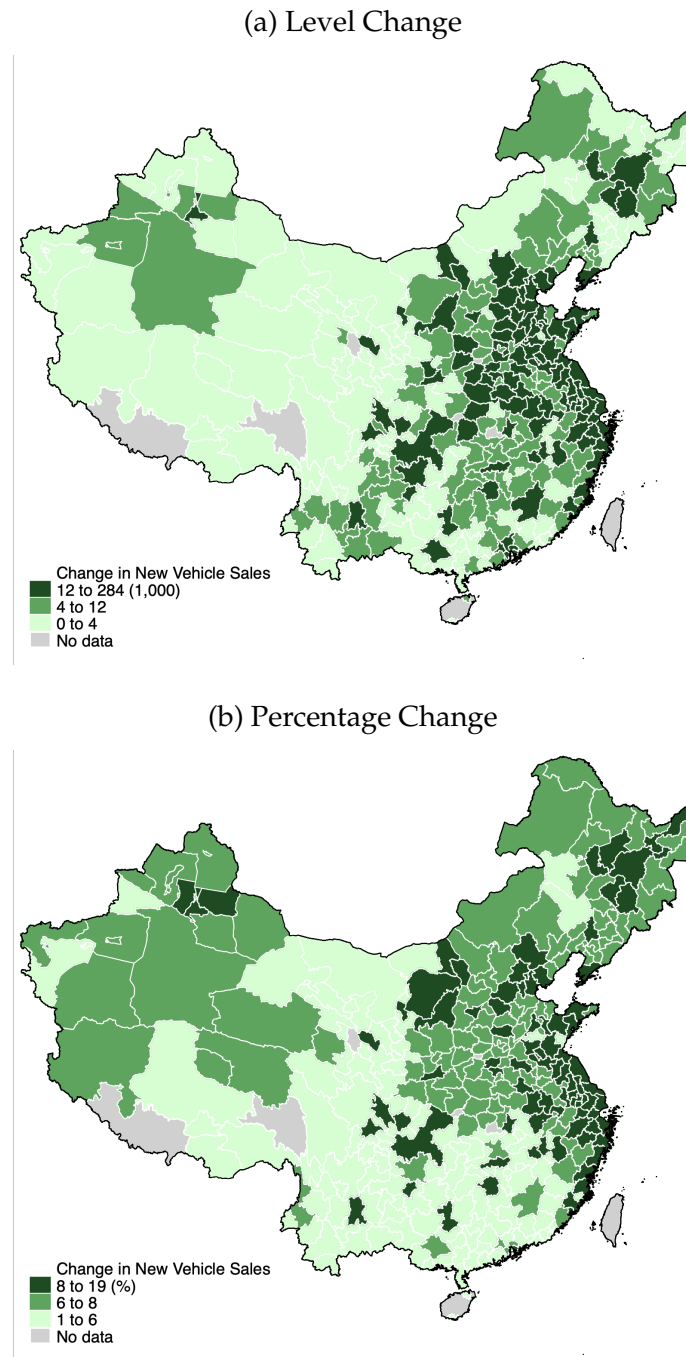 (a) Level Change
Change in New Vehicle Sales
12 to 284 (1,000)
4 to 12
0 to 4
No data
(b) Percentage Change
Change in New Vehicle Sales
8 to 19 (%)
6 to 8
1 to 6
No data